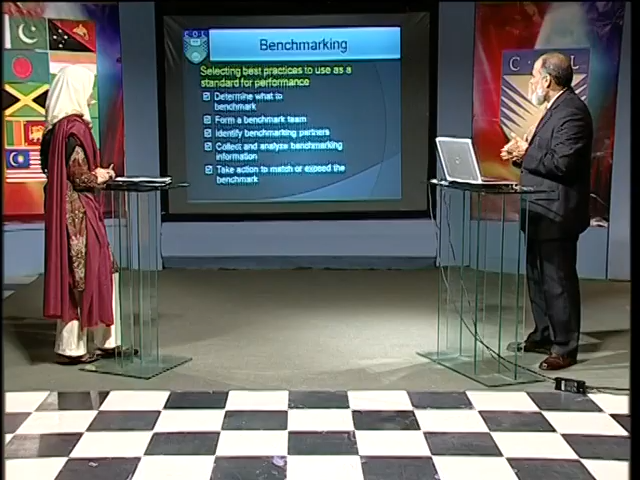 COL
Benchmarking
Selecting best practices to use as a
standard for performance
Determine what to
benchmark
Form a benchmark team
Identify benchmarking partners
Collect and analyze benchmarking
information
Take action to match or exceed the
benchmark
C O L